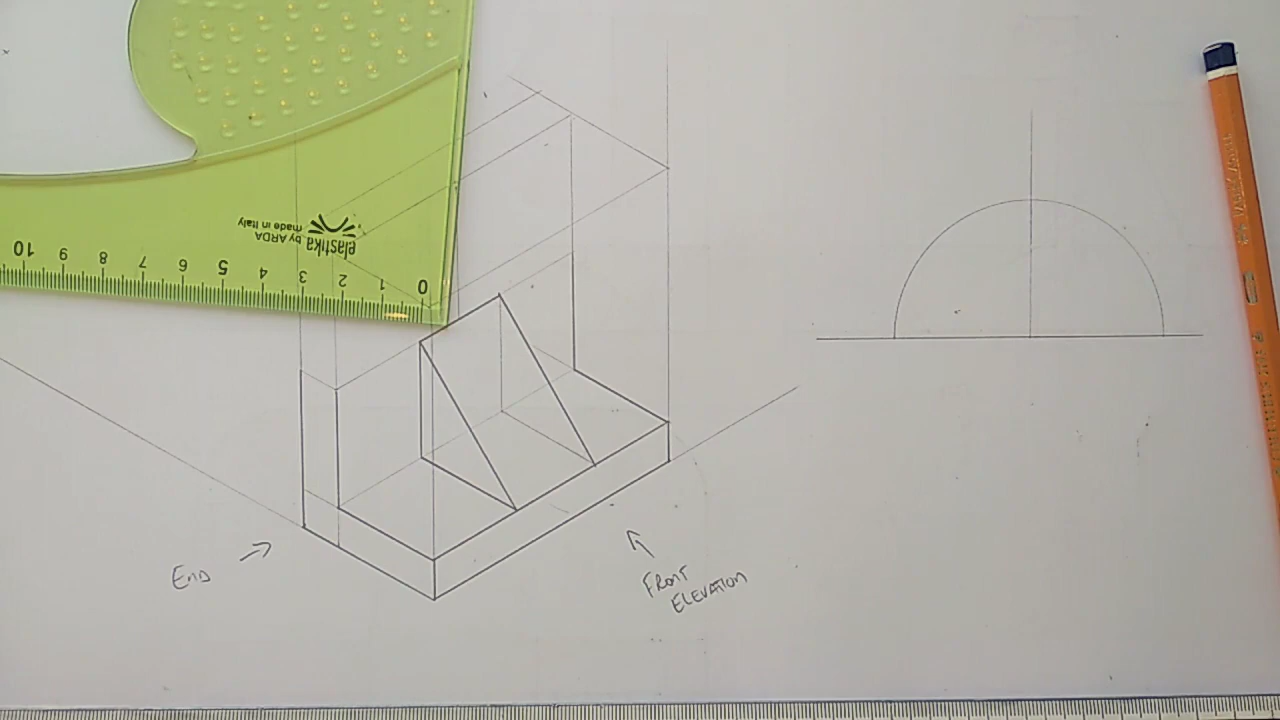 elastika
by ARDA
made in Italy
10 9 8 7 6 5 4 3 2 1 0
END
FRONT
ELEVATION